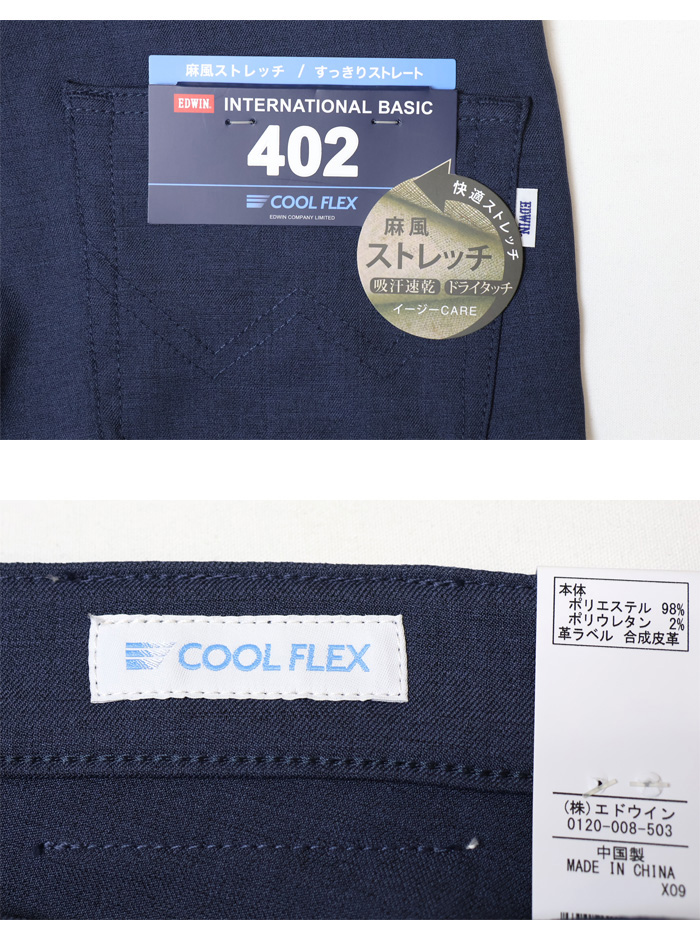 麻風ストレッチ / すっきりストレート
EDWIN. INTERNATIONAL BASIC
402
COOL FLEX
EDWIN COMPANY LIMITED
快適ストレッチ
麻風
ストレッチ
吸汗速乾 ドライタッチ
イージーCARE
EDWIN.
COOL FLEX
本体
ポリエステル 98%
ポリウレタン 2%
革ラベル 合成皮革
(株)エドウイン
0120-008-503
中国製
MADE IN CHINA
X09